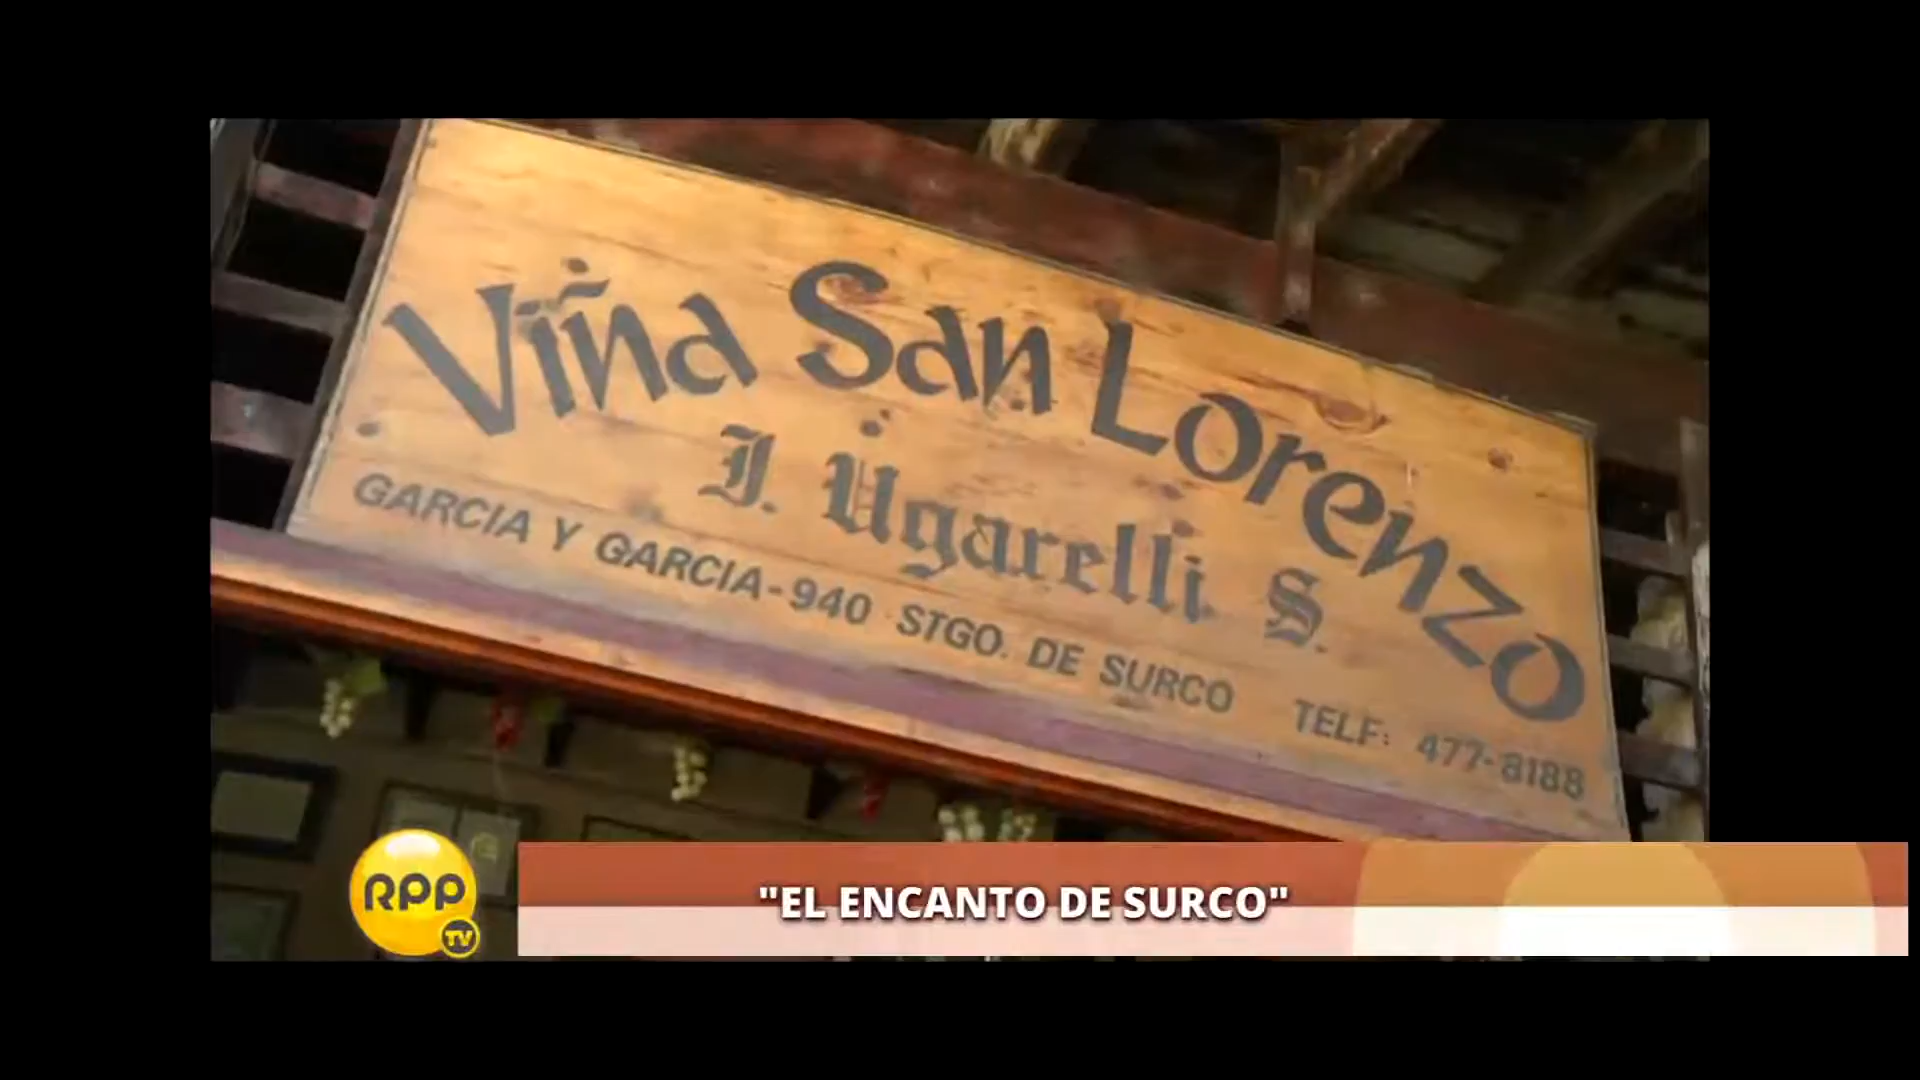 Viña San Lorenzo
J. Ugarelli S.
GARCIA Y GARCIA-940 STGO. DE SURCO TELF: 477-8188
RPP TV
"EL ENCANTO DE SURCO"